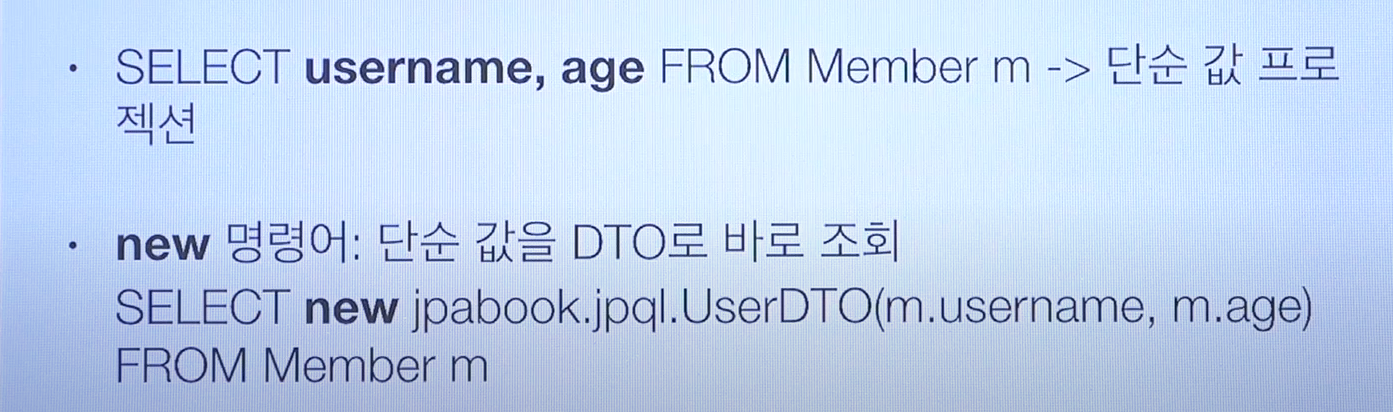 • SELECT username, age FROM Member m -> 단순 값 프로
젝션
• new 명령어: 단순 값을 DTO로 바로 조회
SELECT new jpabook.jpql.UserDTO(m.username, m.age)
FROM Member m